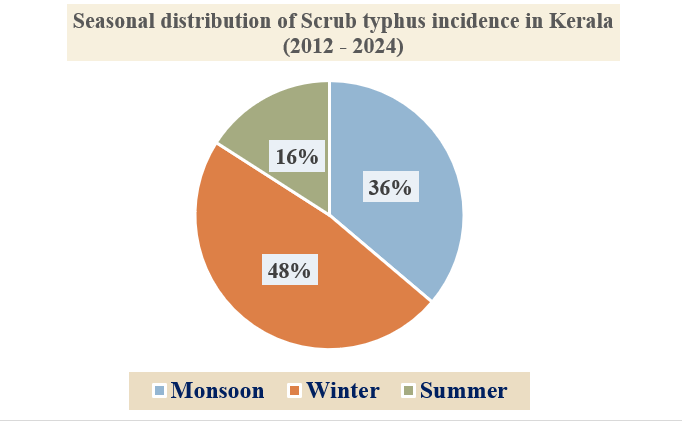 Seasonal distribution of Scrub typhus incidence in Kerala
(2012 - 2024)
16%
36%
48%
Monsoon Winter Summer